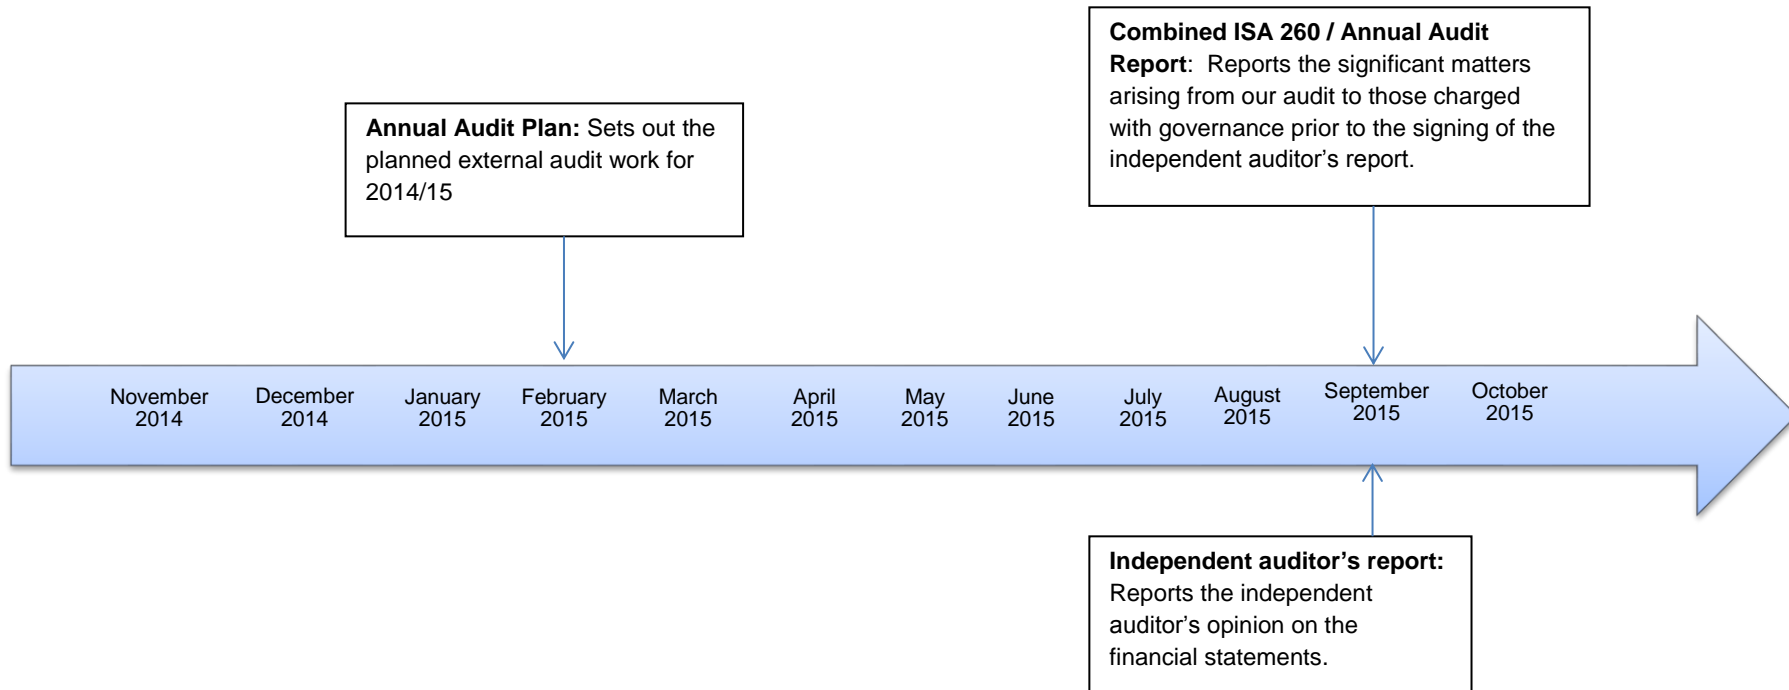 Combined ISA 260 / Annual Audit
Report:  Reports the significant matters
arising from our audit to those charged
with governance prior to the signing of the
independent auditor’s report.
Annual Audit Plan: Sets out the
planned external audit work for
2014/15
November
2014
December
2014
January
2015
February
2015
March
2015
April
2015
May
2015
June
2015
July
2015
August
2015
September
2015
October
2015
Independent auditor’s report:
Reports the independent
auditor’s opinion on the
financial statements.